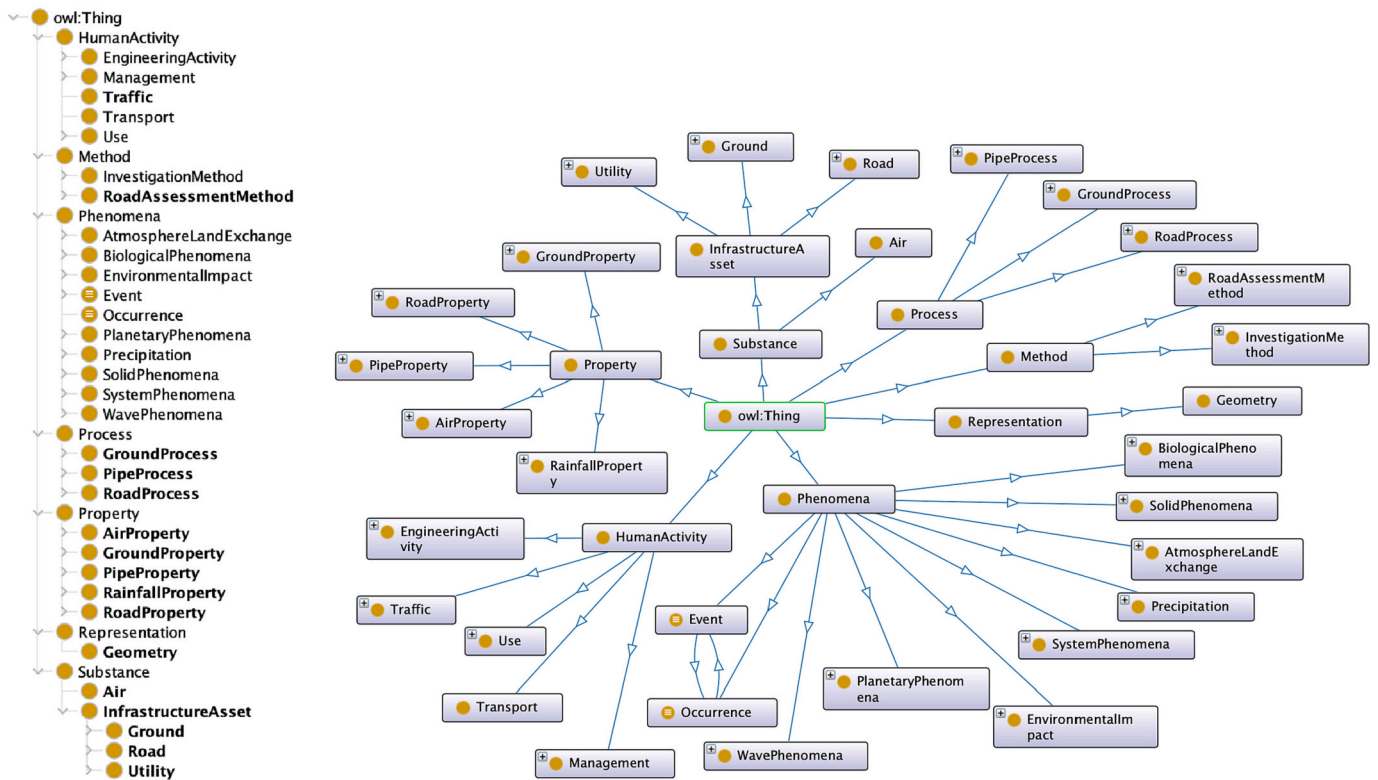 owl:Thing
HumanActivity
EngineeringActivity
Management
Traffic
Transport
Use
Method
InvestigationMethod
RoadAssessmentMethod
Phenomena
AtmosphereLandExchange
BiologicalPhenomena
EnvironmentalImpact
Event
Occurrence
PlanetaryPhenomena
Precipitation
SolidPhenomena
SystemPhenomena
WavePhenomena
Process
GroundProcess
PipeProcess
RoadProcess
Property
AirProperty
GroundProperty
PipeProperty
RainfallProperty
RoadProperty
Representation
Geometry
Substance
Air
InfrastructureAsset
Ground
Road
Utility
Ground
Utility
Road
PipeProcess
GroundProcess
RoadProcess
InfrastructureA
sset
Air
GroundProperty
RoadProperty
RoadAssessmentM
ethod
Process
Substance
Method
InvestigationMe
thod
PipeProperty
Property
AirProperty
owl:Thing
Representation
Geometry
RainfallPropert
y
BiologicalPheno
mena
Phenomena
SolidPhenomena
EngineeringActi
vity
HumanActivity
AtmosphereLandE
xchange
Traffic
Precipitation
Use
Event
SystemPhenomena
Transport
Occurrence
PlanetaryPhenom
ena
EnvironmentalIm
pact
Management
WavePhenomena